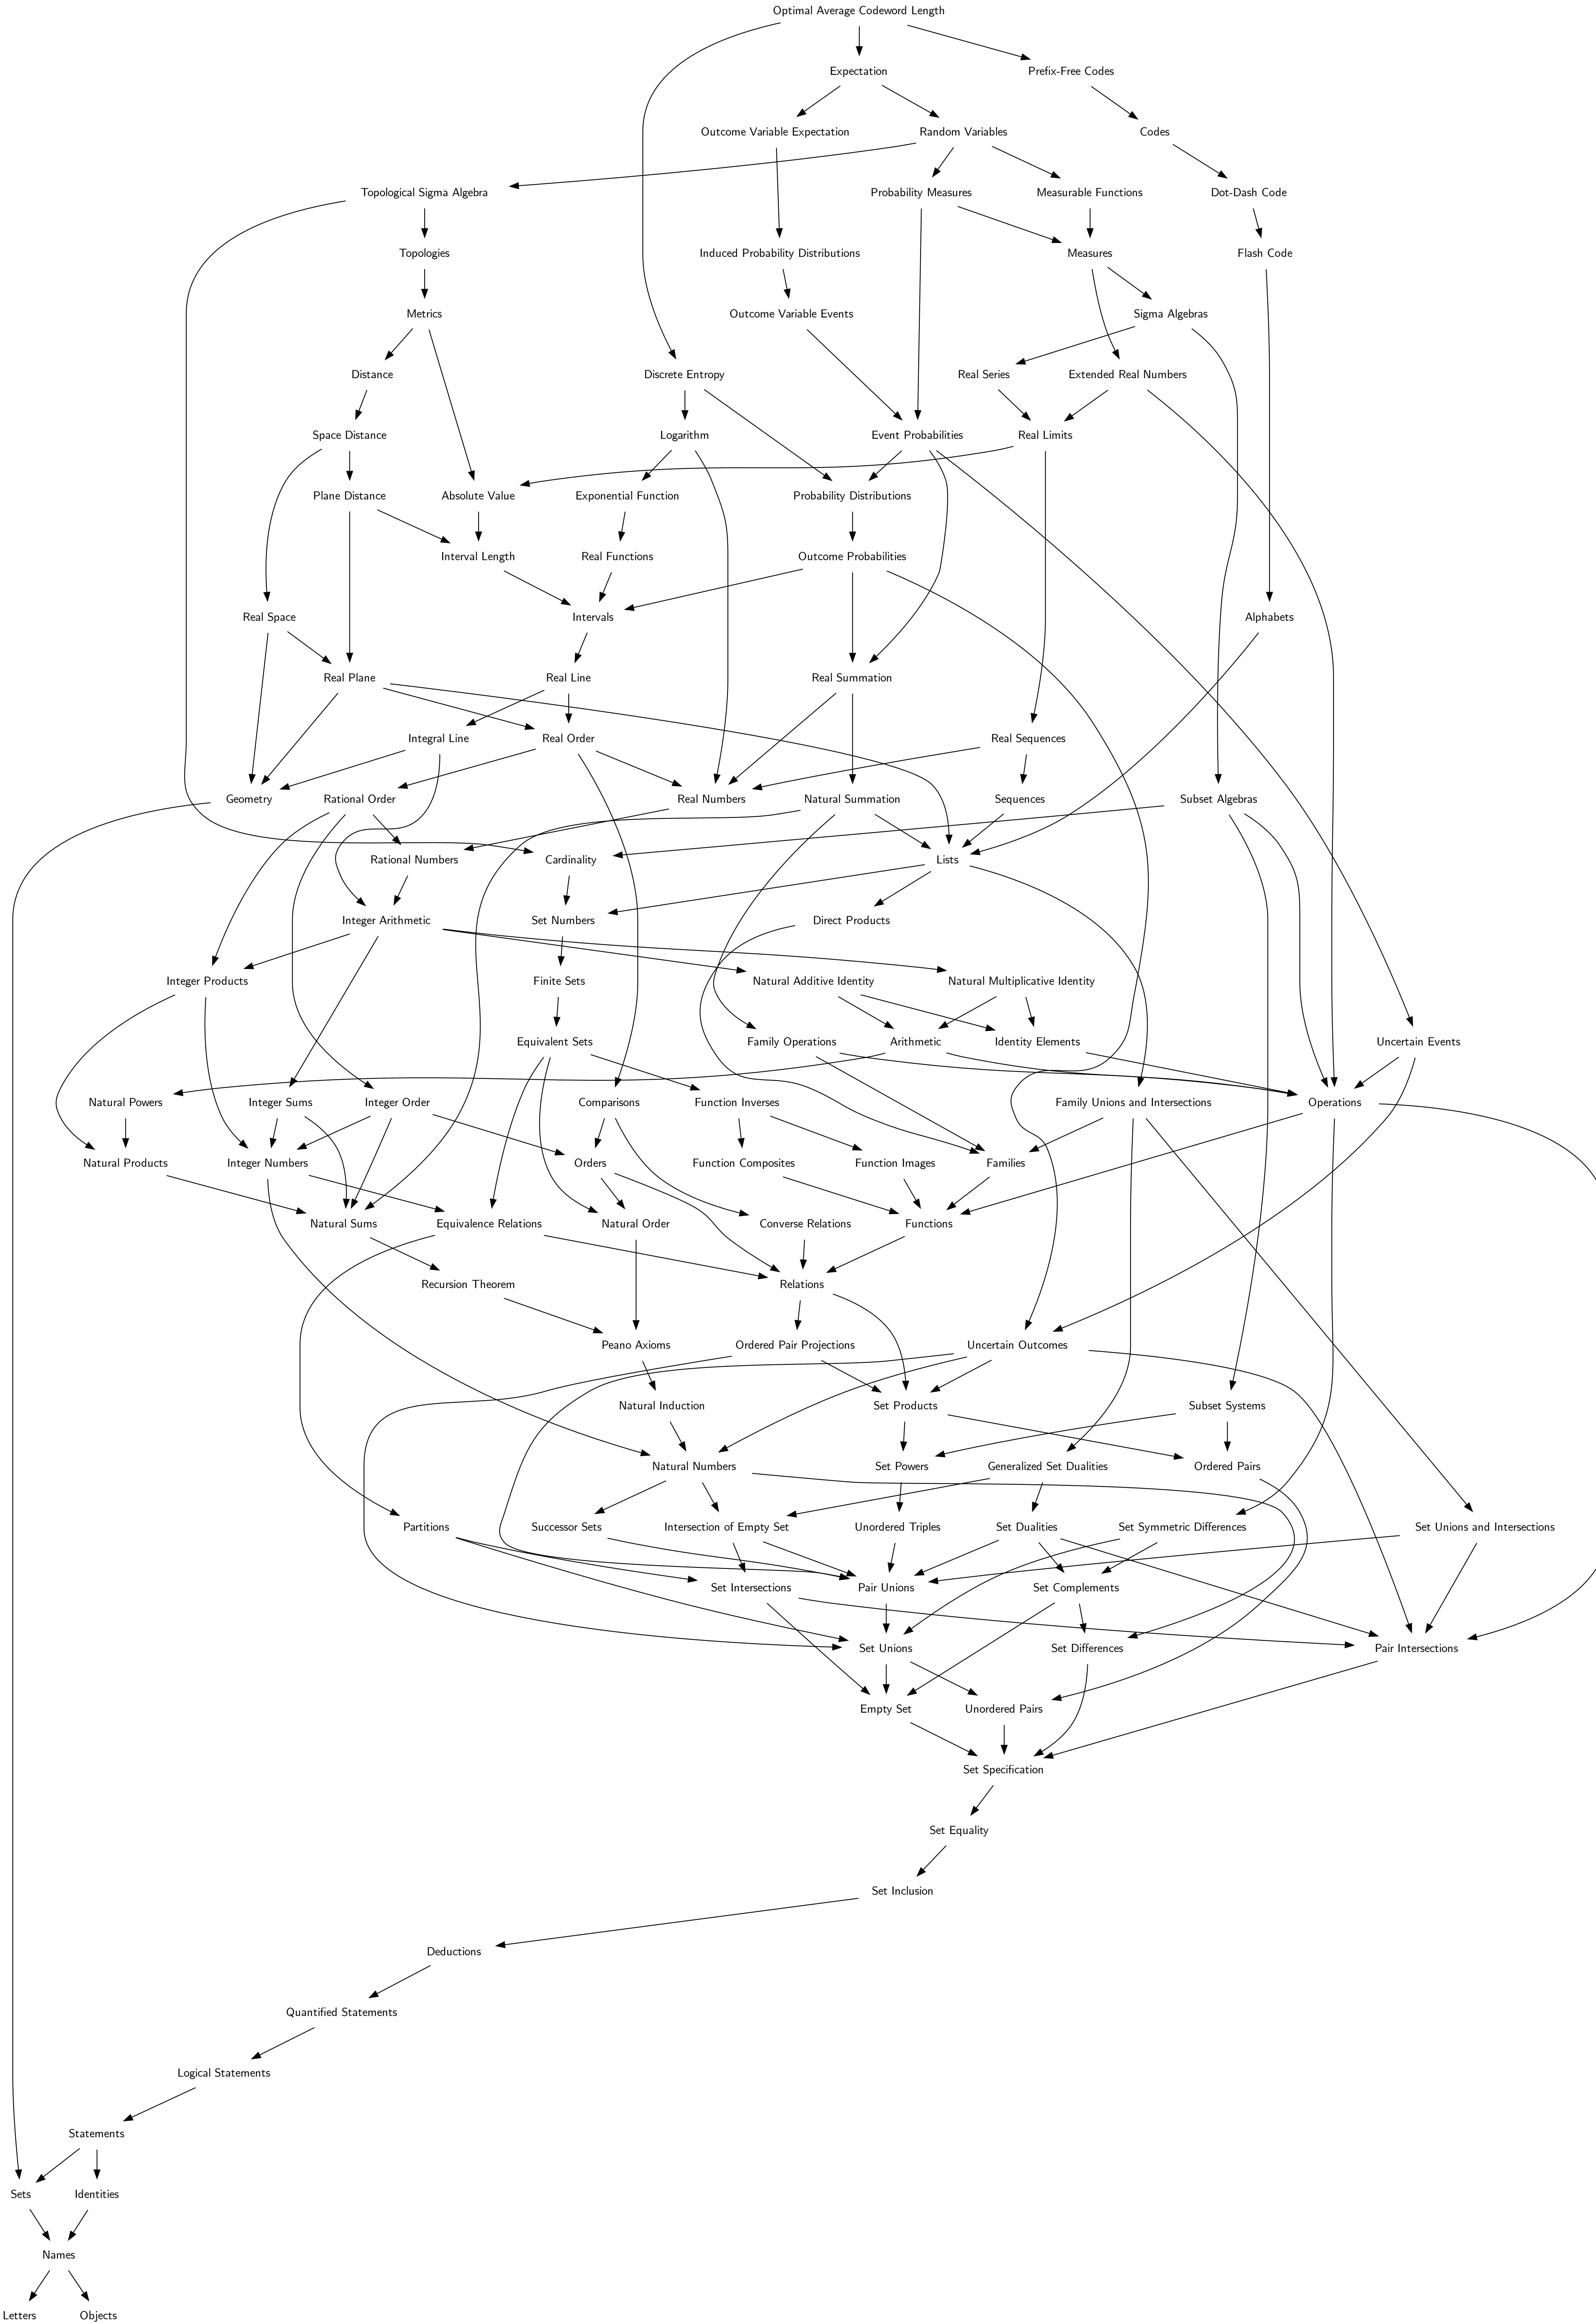 Optimal Average Codeword Length
Expectation
Prefix-Free Codes
Outcome Variable Expectation
Random Variables
Codes
Topological Sigma Algebra
Probability Measures
Measurable Functions
Dot-Dash Code
Topologies
Induced Probability Distributions
Measures
Flash Code
Metrics
Outcome Variable Events
Sigma Algebras
Distance
Discrete Entropy
Real Series
Extended Real Numbers
Space Distance
Logarithm
Event Probabilities
Real Limits
Plane Distance
Absolute Value
Exponential Function
Probability Distributions
Interval Length
Real Functions
Outcome Probabilities
Real Space
Intervals
Alphabets
Real Plane
Real Line
Real Summation
Integral Line
Real Order
Real Sequences
Geometry
Rational Order
Real Numbers
Natural Summation
Sequences
Subset Algebras
Rational Numbers
Cardinality
Lists
Integer Arithmetic
Set Numbers
Direct Products
Integer Products
Finite Sets
Natural Additive Identity
Natural Multiplicative Identity
Equivalent Sets
Family Operations
Arithmetic
Identity Elements
Uncertain Events
Natural Powers
Integer Sums
Integer Order
Comparisons
Function Inverses
Family Unions and Intersections
Operations
Natural Products
Integer Numbers
Orders
Function Composites
Function Images
Families
Natural Sums
Equivalence Relations
Natural Order
Converse Relations
Functions
Recursion Theorem
Relations
Peano Axioms
Ordered Pair Projections
Uncertain Outcomes
Natural Induction
Set Products
Subset Systems
Natural Numbers
Set Powers
Generalized Set Dualities
Ordered Pairs
Partitions
Successor Sets
Intersection of Empty Set
Unordered Triples
Set Dualities
Set Symmetric Differences
Set Unions and Intersections
Set Intersections
Pair Unions
Set Complements
Set Unions
Set Differences
Pair Intersections
Empty Set
Unordered Pairs
Set Specification
Set Equality
Set Inclusion
Deductions
Quantified Statements
Logical Statements
Statements
Sets
Identities
Names
Letters
Objects